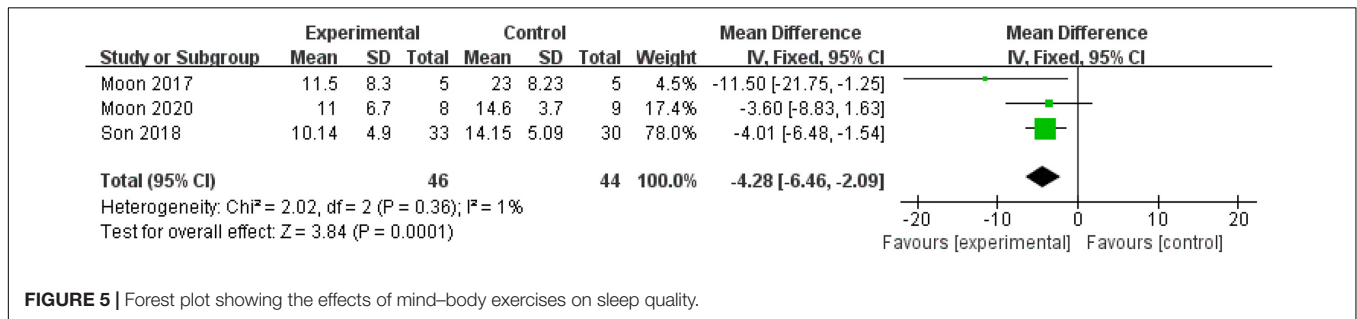 Experimental Control Mean Difference Mean Difference
Study or Subgroup Mean SD Total Mean SD Total Weight IV, Fixed, 95% CI IV, Fixed, 95% CI
Moon 2017 11.5 8.3 5 23 8.23 5 4.5% -11.50 [-21.75, -1.25]
Moon 2020 11 6.7 8 14.6 3.7 9 17.4% -3.60 [-8.83, 1.63]
Son 2018 10.14 4.9 33 14.15 5.09 30 78.0% -4.01 [-6.48, -1.54]
Total (95% CI) 46 44 100.0% -4.28 [-6.46, -2.09]
Heterogeneity: Chi² = 2.02, df = 2 (P = 0.36); I² = 1%
Test for overall effect: Z = 3.84 (P = 0.0001)
-20 -10 0 10 20
Favours [experimental] Favours [control]
FIGURE 5 | Forest plot showing the effects of mind–body exercises on sleep quality.